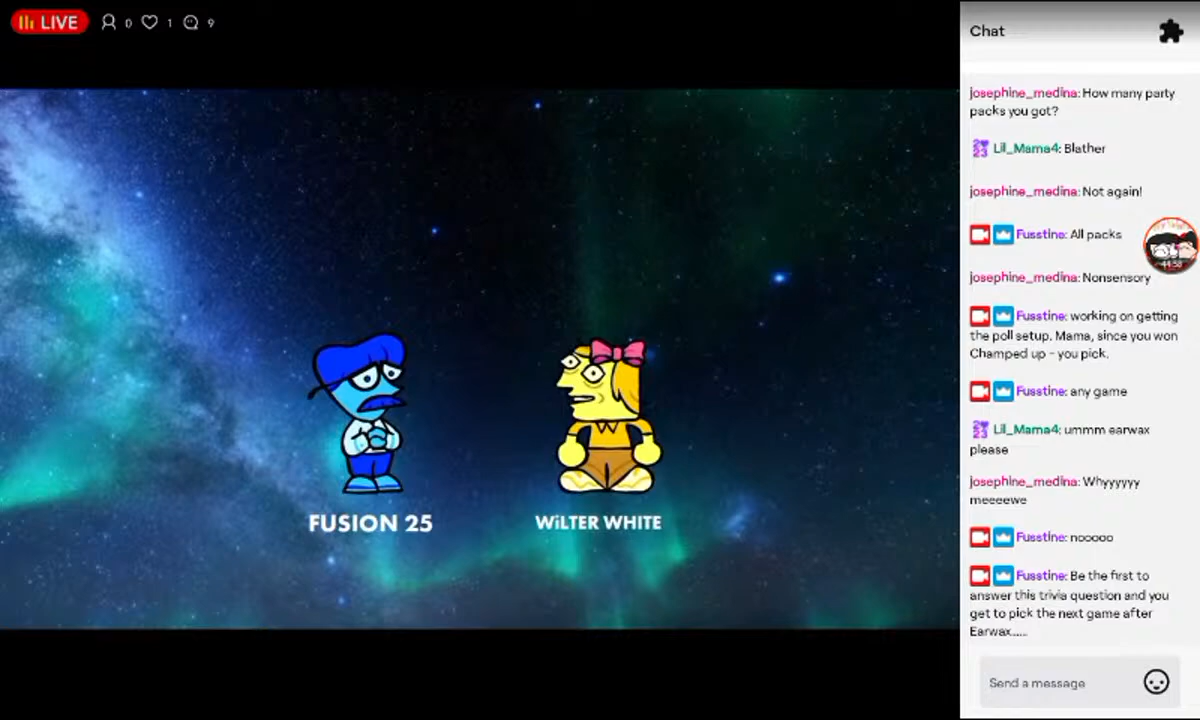 LIVE 0 1 9
FUSION 25
WiLTER WHITE
Chat
josephine_medina: How many party
packs you got?
Lil_Mama4: Blather
josephine_medina: Not again!
Fusstine: All packs
josephine_medina: Nonsensory
Fusstine: working on getting
the poll setup. Mama, since you won
Champed up - you pick.
Fusstine: any game
Lil_Mama4: ummm earwax
please
josephine_medina: Whyyyyyy
meeeewe
Fusstine: nooooo
Fusstine: Be the first to
answer this trivia question and you
get to pick the next game after
Earwax.....
Send a message